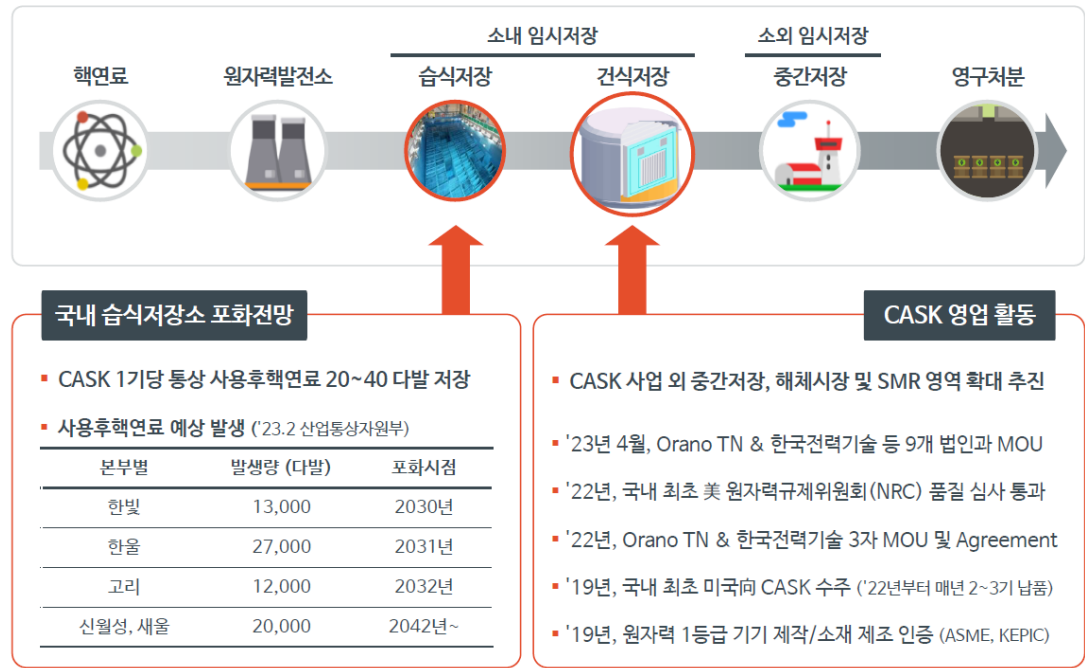 소내 임시저장
소외 임시저장
핵연료
원자력발전소
습식저장
건식저장
중간저장
영구처분
국내 습식저장소 포화전망
▪ CASK 1기당 통상 사용후핵연료 20~40 다발 저장
▪ 사용후핵연료 예상 발생 ('23.2 산업통상자원부)
본부별 발생량 (다발) 포화시점
한빛 13,000 2030년
한울 27,000 2031년
고리 12,000 2032년
신월성, 새울 20,000 2042년~
CASK 영업 활동
▪ CASK 사업 외 중간저장, 해체시장 및 SMR 영역 확대 추진
▪ '23년 4월, Orano TN & 한국전력기술 등 9개 법인과 MOU
▪ '22년, 국내 최초 美 원자력규제위원회(NRC) 품질 심사 통과
▪ '22년, Orano TN & 한국전력기술 3자 MOU 및 Agreement
▪ '19년, 국내 최초 미국向 CASK 수주 ('22년부터 매년 2~3기 납품)
▪ '19년, 원자력 1등급 기기 제작/소재 제조 인증 (ASME, KEPIC)